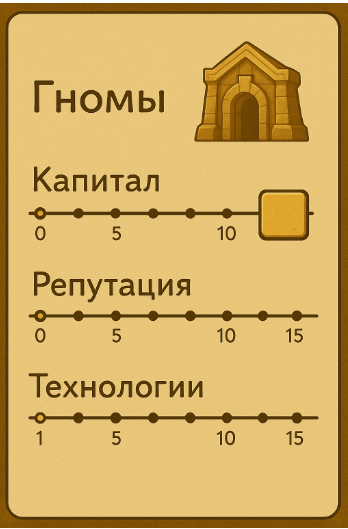 Гномы
Капитал
0 5 10
Репутация
0 5 10 15
Технологии
1 5 10 15